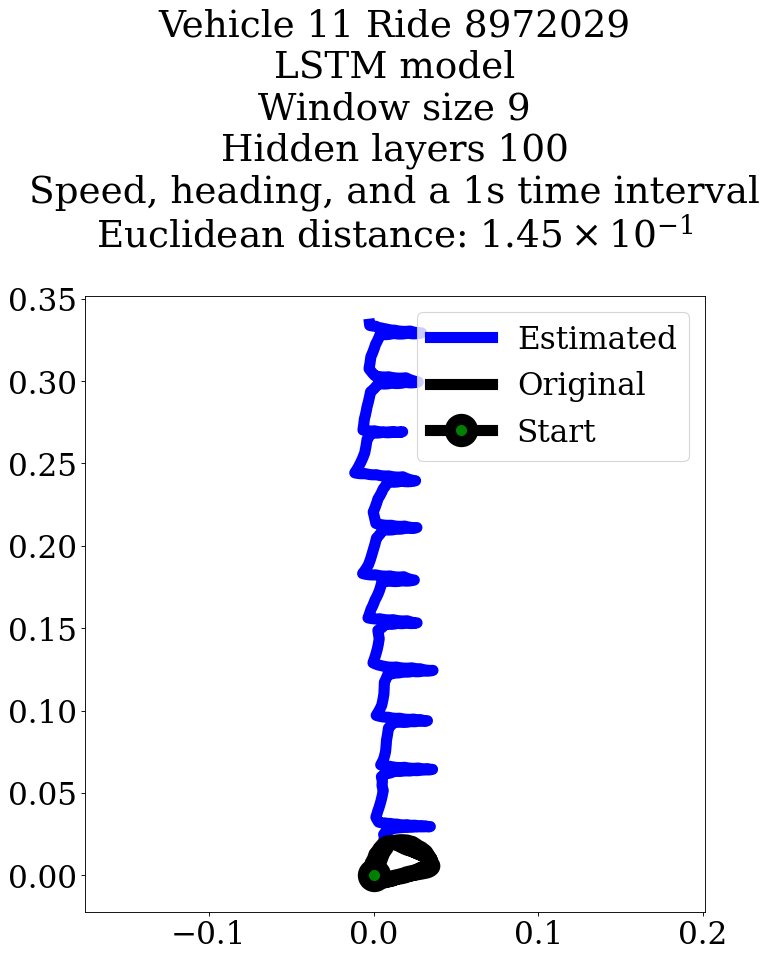 Vehicle 11 Ride 8972029
LSTM model
Window size 9
Hidden layers 100
Speed, heading, and a 1s time interval
Euclidean distance: 1.45 × 10⁻¹
0.35
0.30
0.25
0.20
0.15
0.10
0.05
0.00
Estimated
Original
Start
−0.1
0.0
0.1
0.2